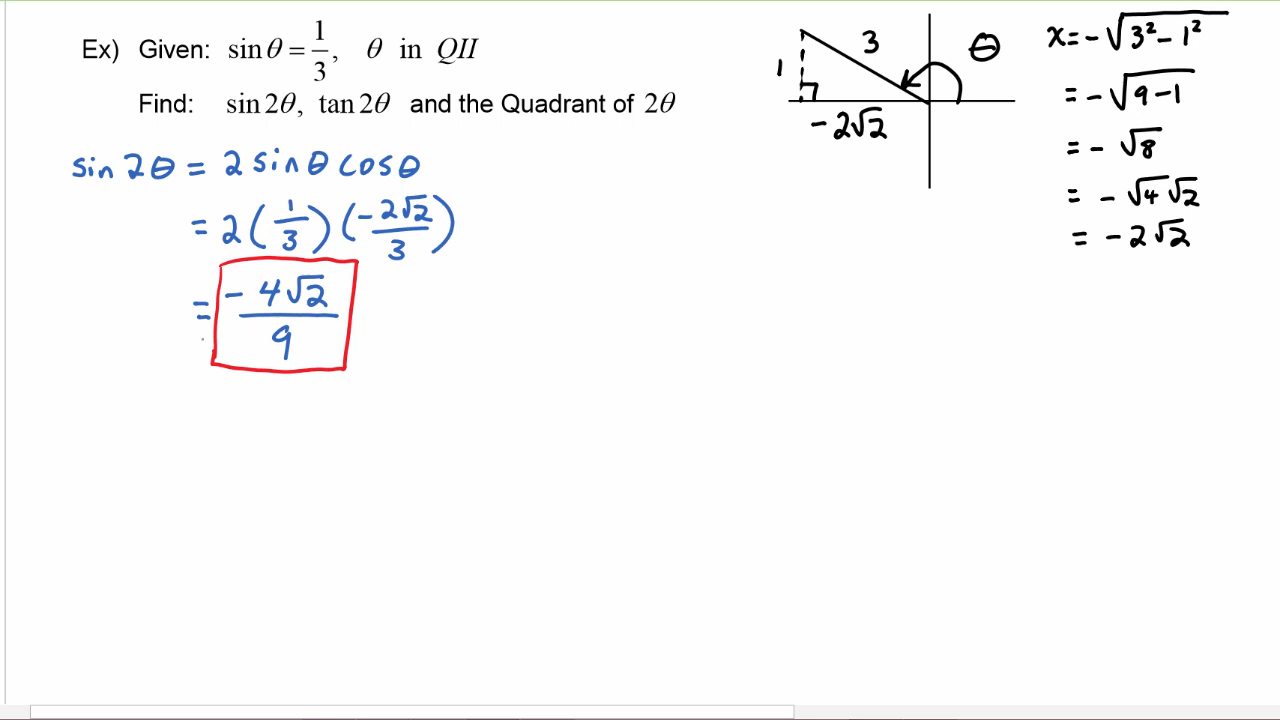 Ex) Given: sin θ = 1/3, θ in QII
Find: sin 2θ, tan 2θ and the Quadrant of 2θ
sin 2θ = 2 sin θ cos θ
= 2 (1/3) (-2√2/3)
= -4√2/9
3
θ
1
-2√2
x = -√(3² - 1²)
= -√(9 - 1)
= -√8
= -√4 √2
= -2√2